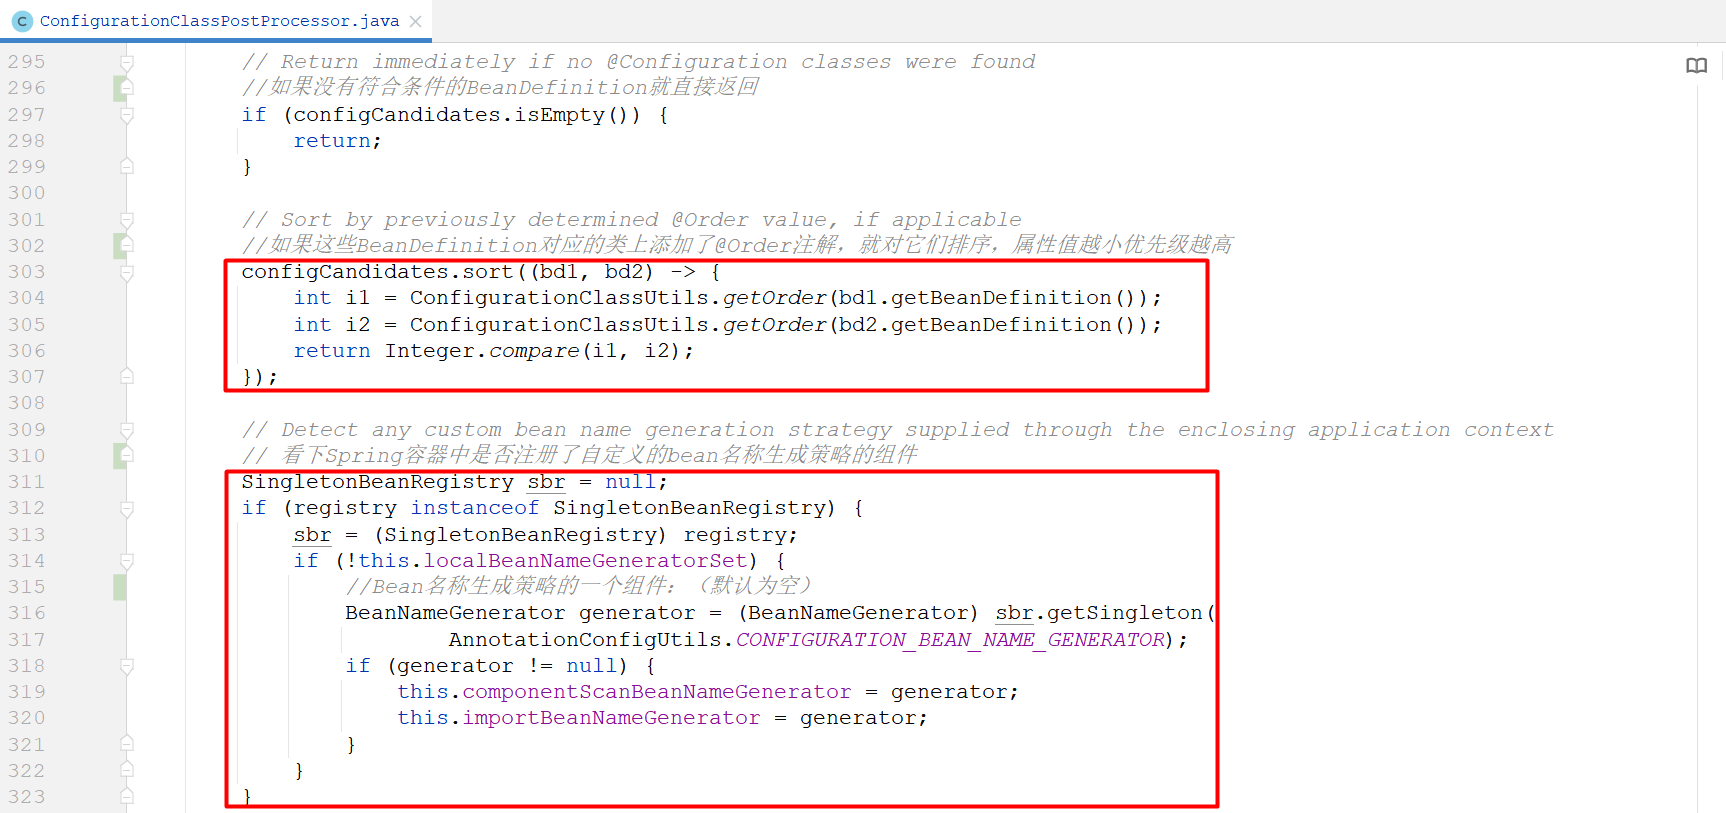 ConfigurationClassPostProcessor.java
295 // Return immediately if no @Configuration classes were found
296 //如果没有符合条件的BeanDefinition就直接返回
297 if (configCandidates.isEmpty()) {
298 return;
299 }
300
301 // Sort by previously determined @Order value, if applicable
302 //如果这些BeanDefinition对应的类上添加了@Order注解，就对它们排序，属性值越小优先级越高
303 configCandidates.sort((bd1, bd2) -> {
304 int i1 = ConfigurationClassUtils.getOrder(bd1.getBeanDefinition());
305 int i2 = ConfigurationClassUtils.getOrder(bd2.getBeanDefinition());
306 return Integer.compare(i1, i2);
307 });
308
309 // Detect any custom bean name generation strategy supplied through the enclosing application context
310 // 看下Spring容器中是否注册了自定义的bean名称生成策略的组件
311 SingletonBeanRegistry sbr = null;
312 if (registry instanceof SingletonBeanRegistry) {
313 sbr = (SingletonBeanRegistry) registry;
314 if (!this.localBeanNameGeneratorSet) {
315 //Bean名称生成策略的一个组件：（默认为空）
316 BeanNameGenerator generator = (BeanNameGenerator) sbr.getSingleton(
317 AnnotationConfigUtils.CONFIGURATION_BEAN_NAME_GENERATOR);
318 if (generator != null) {
319 this.componentScanBeanNameGenerator = generator;
320 this.importBeanNameGenerator = generator;
321 }
322 }
323 }